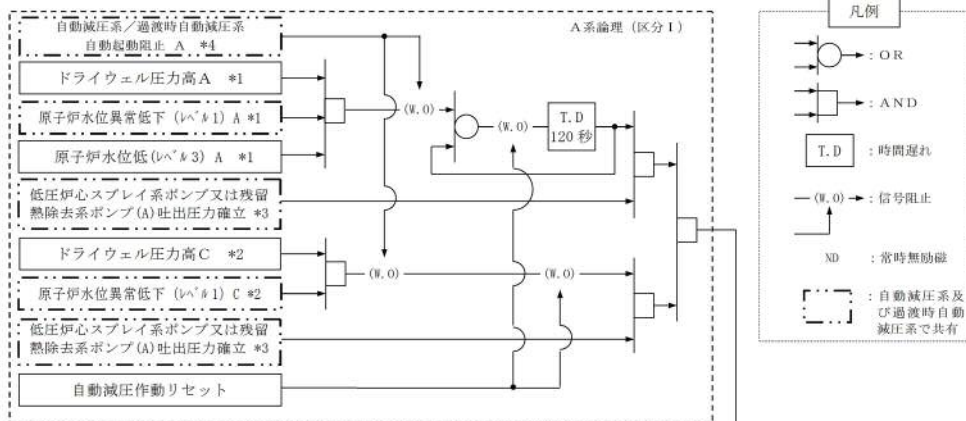 自動減圧系／過渡時自動減圧系
自動起動阻止 A *4
A系論理（区分Ⅰ）
ドライウェル圧力高A *1
原子炉水位異常低下（ﾚﾍﾞﾙ1）A *1
原子炉水位低(ﾚﾍﾞﾙ3) A *1
低圧炉心スプレイ系ポンプ又は残留
熱除去系ポンプ(A)吐出圧力確立 *3
ドライウェル圧力高C *2
原子炉水位異常低下（ﾚﾍﾞﾙ1）C *2
低圧炉心スプレイ系ポンプ又は残留
熱除去系ポンプ(A)吐出圧力確立 *3
自動減圧作動リセット
(W.O)
(W.O)
T.D
120秒
(W.O)
(W.O)
凡例
：OR
：AND
T.D ：時間遅れ
(W.O) ：信号阻止
ND ：常時無励磁
：自動減圧系及
び過渡時自動
減圧系で共有